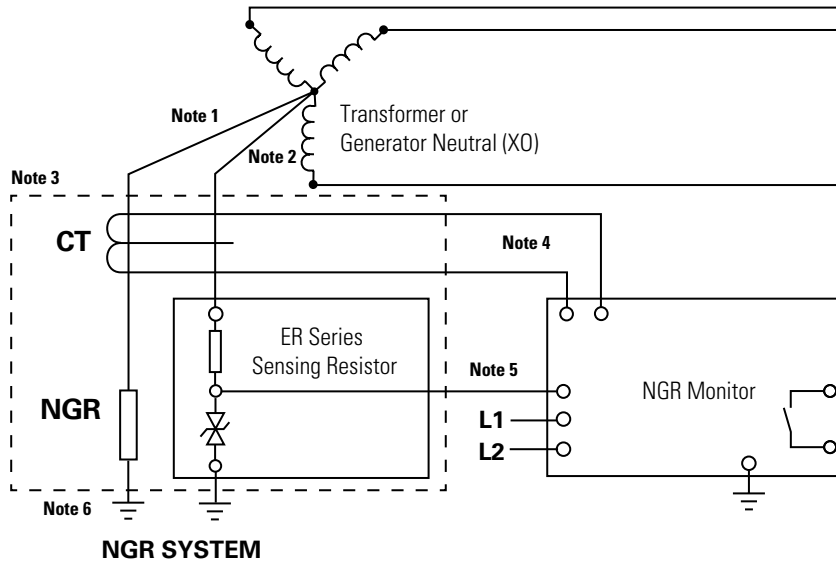 Note 1
Transformer or
Generator Neutral (XO)
Note 2
Note 3
CT
Note 4
ER Series
Sensing Resistor
Note 5
NGR Monitor
NGR
L1
L2
Note 6
NGR SYSTEM